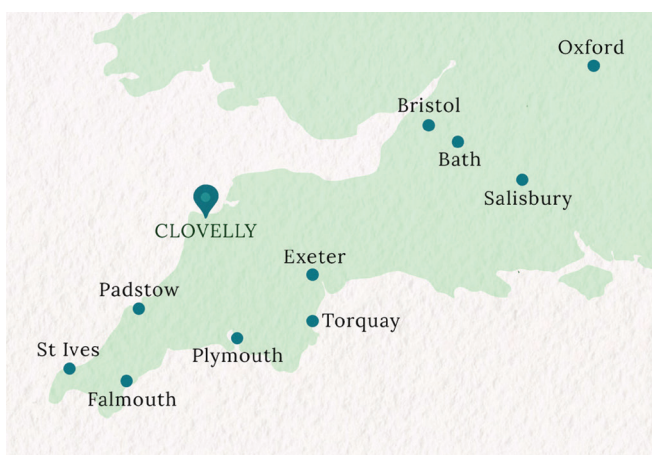 Oxford
Bristol
Bath
Salisbury
CLOVELLY
Exeter
Padstow
Torquay
St Ives
Plymouth
Falmouth